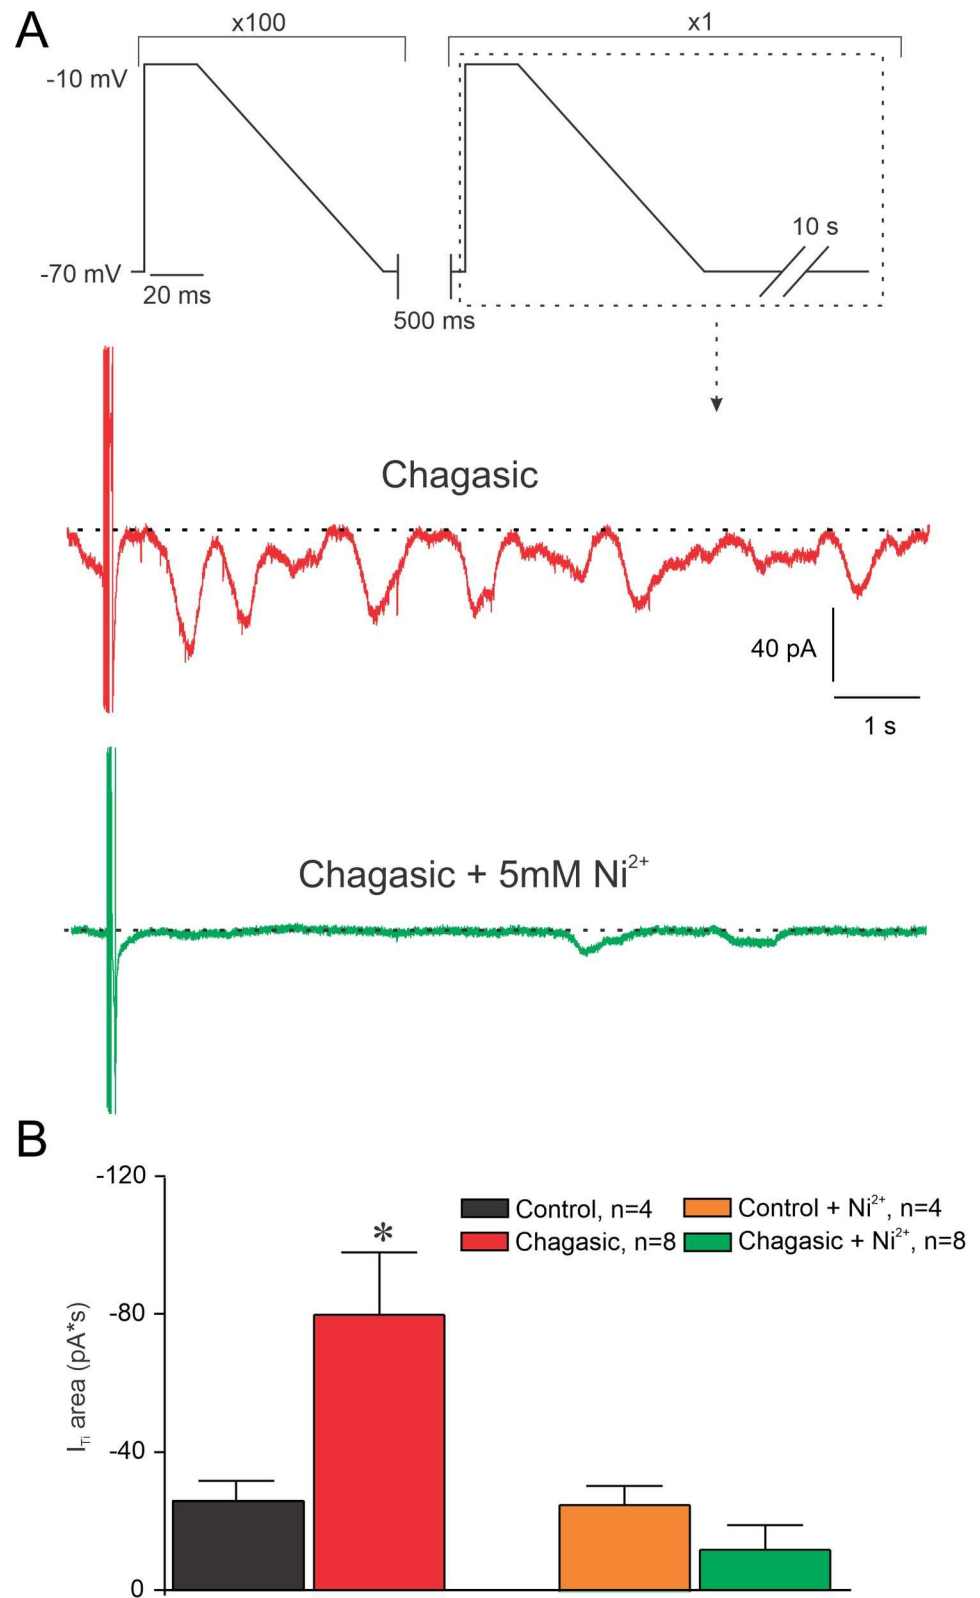 A
x100
x1
-10 mV
10 s
-70 mV
20 ms
500 ms
Chagasic
40 pA
1 s
Chagasic + 5mM Ni²⁺
B
-120
Control, n=4
Control + Ni²⁺, n=4
*
Chagasic, n=8
Chagasic + Ni²⁺, n=8
-80
I_Ti area (pA*s)
-40
0